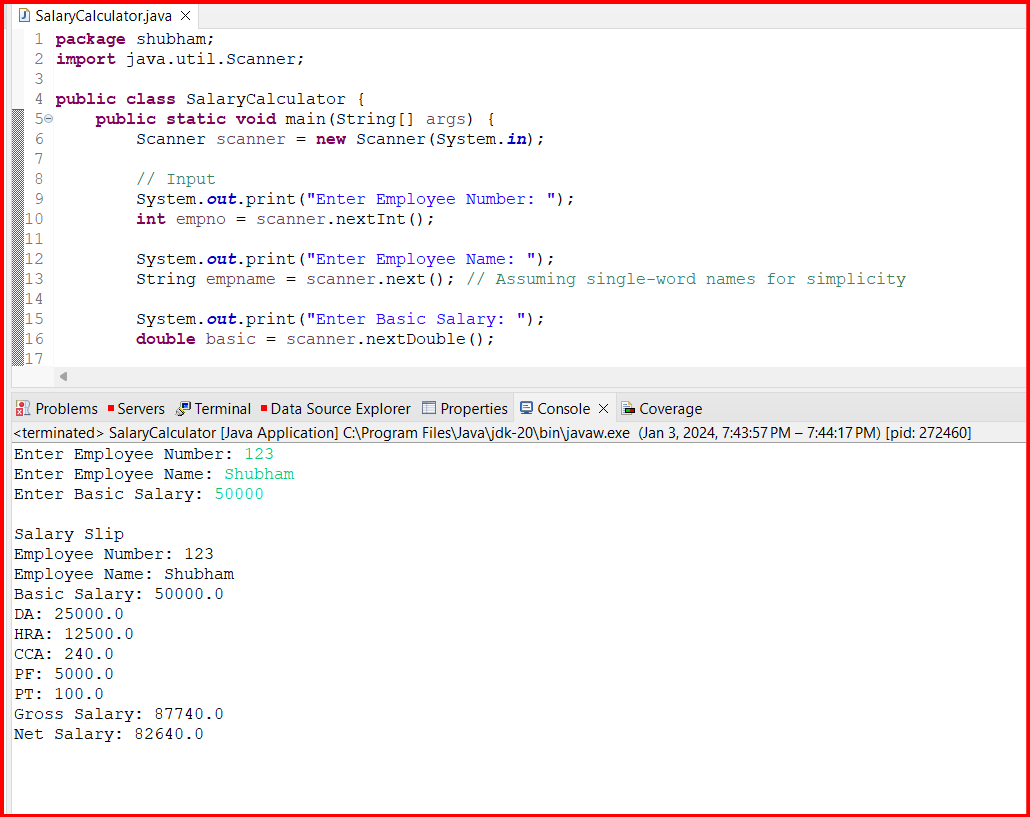 SalaryCalculator.java
1 package shubham;
2 import java.util.Scanner;
3
4 public class SalaryCalculator {
5 public static void main(String[] args) {
6 Scanner scanner = new Scanner(System.in);
7
8 // Input
9 System.out.print("Enter Employee Number: ");
10 int empno = scanner.nextInt();
11
12 System.out.print("Enter Employee Name: ");
13 String empname = scanner.next(); // Assuming single-word names for simplicity
14
15 System.out.print("Enter Basic Salary: ");
16 double basic = scanner.nextDouble();
17
Problems Servers Terminal Data Source Explorer Properties Console Coverage
<terminated> SalaryCalculator [Java Application] C:\Program Files\Java\jdk-20\bin\javaw.exe (Jan 3, 2024, 7:43:57 PM – 7:44:17 PM) [pid: 272460]
Enter Employee Number: 123
Enter Employee Name: Shubham
Enter Basic Salary: 50000

Salary Slip
Employee Number: 123
Employee Name: Shubham
Basic Salary: 50000.0
DA: 25000.0
HRA: 12500.0
CCA: 240.0
PF: 5000.0
PT: 100.0
Gross Salary: 87740.0
Net Salary: 82640.0